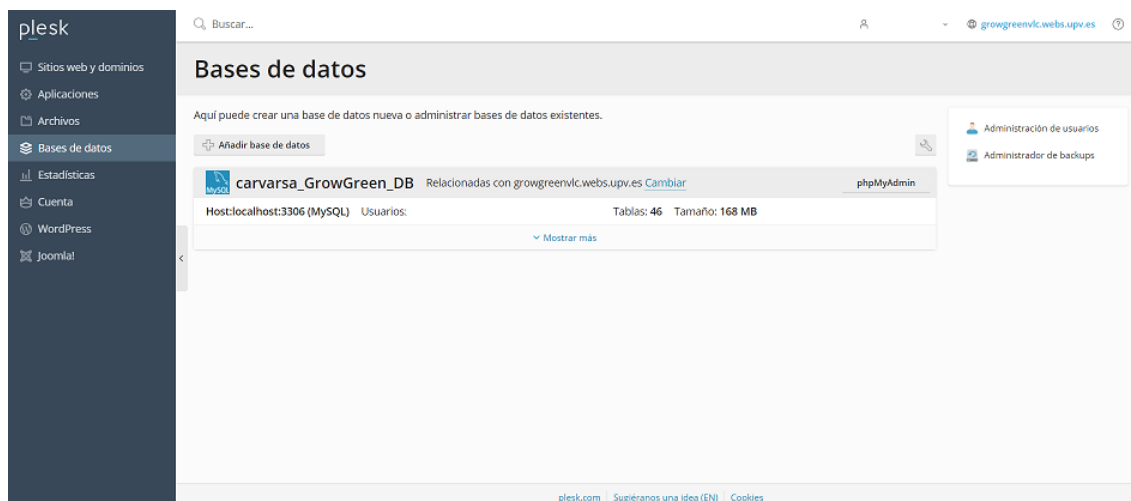 plesk
Buscar...
growgreenvlc.webs.upv.es
Sitios web y dominios
Aplicaciones
Archivos
Bases de datos
Estadísticas
Cuenta
WordPress
Joomla!
Bases de datos
Aquí puede crear una base de datos nueva o administrar bases de datos existentes.
Añadir base de datos
MySQL carvarsa_GrowGreen_DB Relacionadas con growgreenvlc.webs.upv.es Cambiar phpMyAdmin
Host:localhost:3306 (MySQL) Usuarios: Tablas: 46 Tamaño: 168 MB
Mostrar más
Administración de usuarios
Administrador de backups
plesk.com Sugiéranos una idea (EN) Cookies